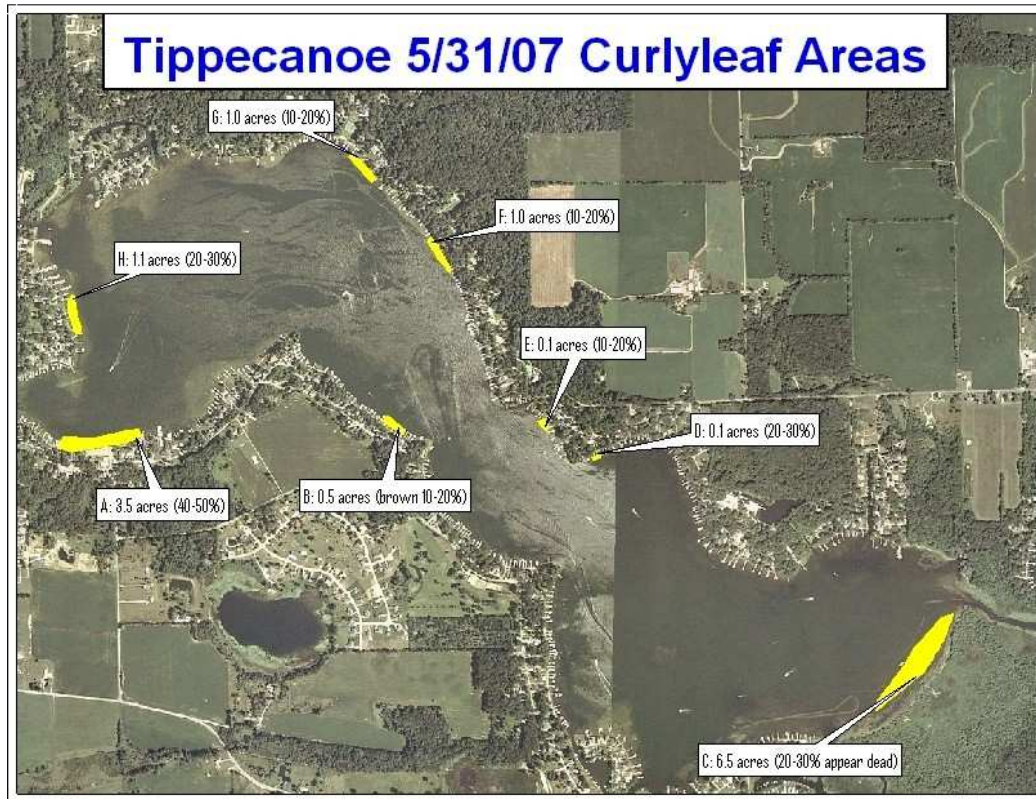 Tippecanoe 5/31/07 Curlyleaf Areas
G: 1.0 acres (10-20%)
F: 1.0 acres (10-20%)
H: 1.1 acres (20-30%)
E: 0.1 acres (10-20%)
D: 0.1 acres (20-30%)
A: 3.5 acres (40-50%)
B: 0.5 acres (brown 10-20%)
C: 6.5 acres (20-30% appear dead)